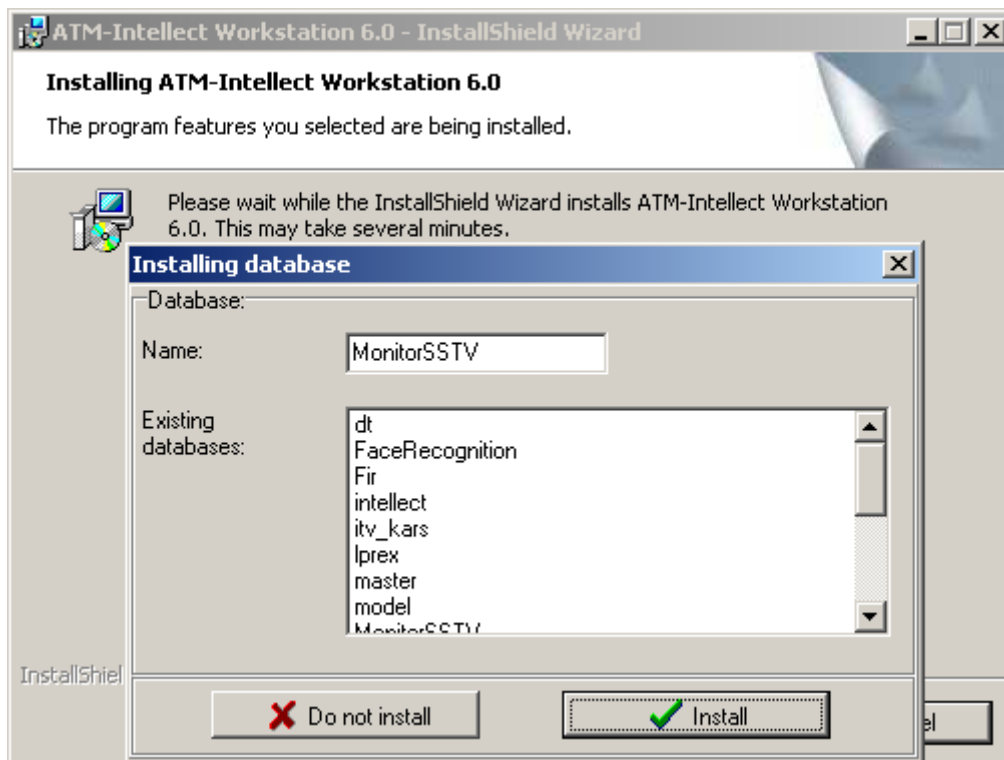 ATM-Intellect Workstation 6.0 - InstallShield Wizard
Installing ATM-Intellect Workstation 6.0
The program features you selected are being installed.
Please wait while the InstallShield Wizard installs ATM-Intellect Workstation
6.0. This may take several minutes.
Installing database
Database:
Name:
MonitorSSTV
Existing
databases:
dt
FaceRecognition
Fir
intellect
itv_kars
lprex
master
model
MonitorSSTV
InstallShiel
Do not install
Install
el